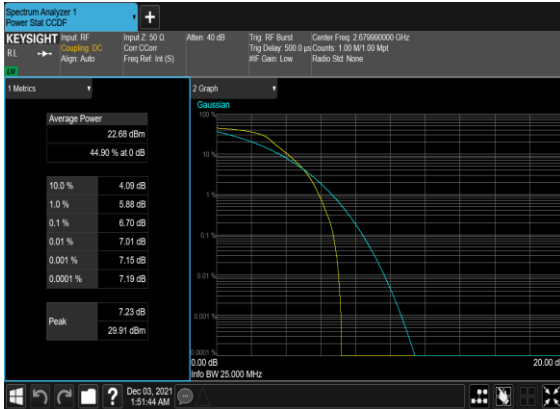 Spectrum Analyzer 1
Power Stat CCDF
KEYSIGHT
RL
Input: RF
Coupling: DC
Align: Auto
Input Z: 50 Ω
Corr CCorr
Freq Ref: Int (S)
Atten: 40 dB
Trig: RF Burst
Trig Delay: 500.0 µs
#IF Gain: Low
Center Freq: 2.679990000 GHz
Counts: 1.00 M/1.00 Mpt
Radio Std: None
1 Metrics
Average Power
22.68 dBm
44.90 % at 0 dB
10.0 % 4.09 dB
1.0 % 5.88 dB
0.1 % 6.70 dB
0.01 % 7.01 dB
0.001 % 7.15 dB
0.0001 % 7.19 dB
Peak
7.23 dB
29.91 dBm
2 Graph
Gaussian
100 %
10 %
1 %
0.1 %
0.01 %
0.001 %
0.0001 %
0.00 dB
20.00 d
Info BW 25.000 MHz
Dec 03, 2021
1:51:44 AM